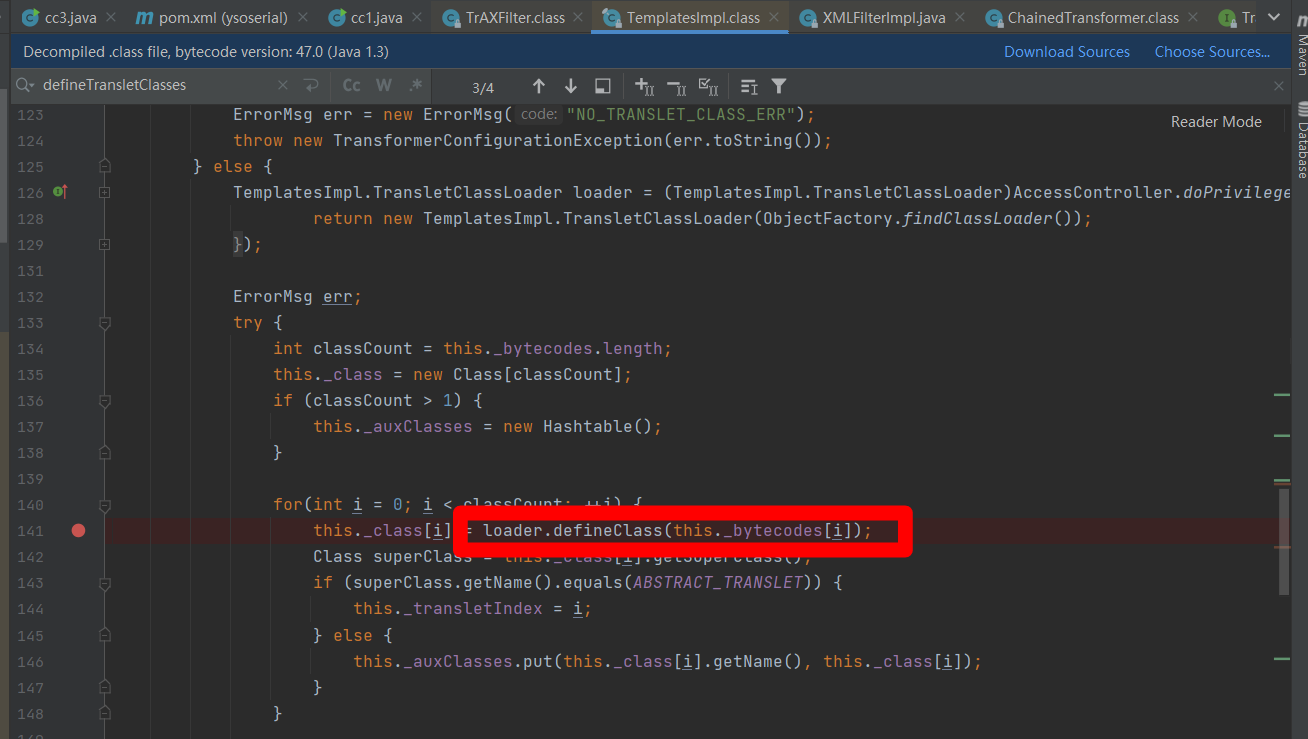 cc3.java pom.xml (ysoserial) cc1.java TrAXFilter.class TemplatesImpl.class XMLFilterImpl.java ChainedTransformer.class Tr
Decompiled .class file, bytecode version: 47.0 (Java 1.3) Download Sources Choose Sources...
defineTransletClasses Cc W .* 3/4
Maven
Database
Reader Mode
123 ErrorMsg err = new ErrorMsg( code: "NO_TRANSLET_CLASS_ERR");
124 throw new TransformerConfigurationException(err.toString());
125 } else {
126 TemplatesImpl.TransletClassLoader loader = (TemplatesImpl.TransletClassLoader)AccessController.doPrivilege
128 return new TemplatesImpl.TransletClassLoader(ObjectFactory.findClassLoader());
129 });
131
132 ErrorMsg err;
133 try {
134 int classCount = this._bytecodes.length;
135 this._class = new Class[classCount];
136 if (classCount > 1) {
137 this._auxClasses = new Hashtable();
138 }
139
140 for(int i = 0; i < classCount; ++i) {
141 this._class[i] = loader.defineClass(this._bytecodes[i]);
142 Class superClass = this._class[i].getSuperclass();
143 if (superClass.getName().equals(ABSTRACT_TRANSLET)) {
144 this._transletIndex = i;
145 } else {
146 this._auxClasses.put(this._class[i].getName(), this._class[i]);
147 }
148 }